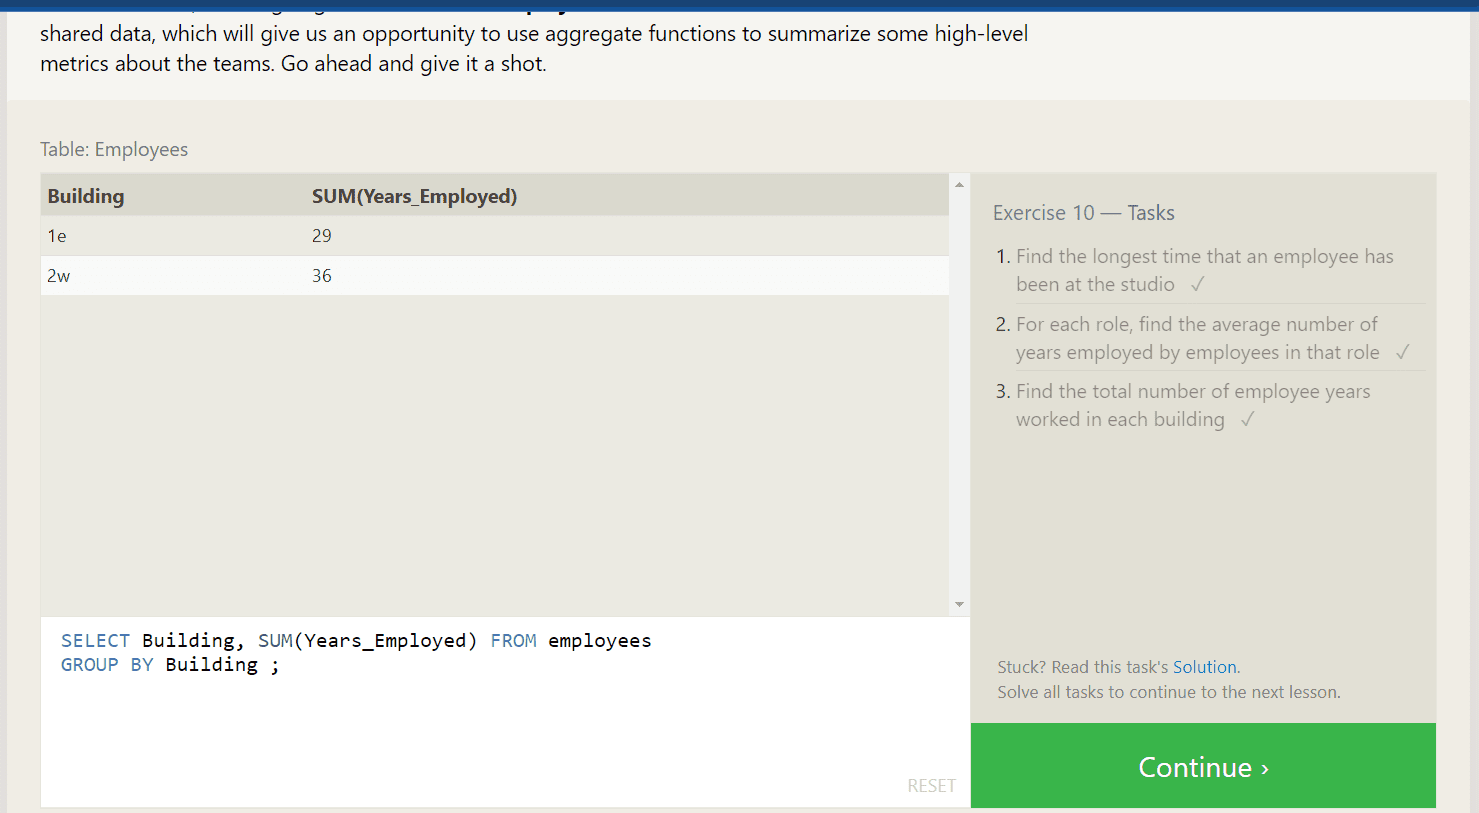 shared data, which will give us an opportunity to use aggregate functions to summarize some high-level
metrics about the teams. Go ahead and give it a shot.
Table: Employees
Building SUM(Years_Employed)
1e 29
2w 36
SELECT Building, SUM(Years_Employed) FROM employees
GROUP BY Building ;
RESET
Exercise 10 — Tasks
1. Find the longest time that an employee has
been at the studio ✓
2. For each role, find the average number of
years employed by employees in that role ✓
3. Find the total number of employee years
worked in each building ✓
Stuck? Read this task's Solution.
Solve all tasks to continue to the next lesson.
Continue ›